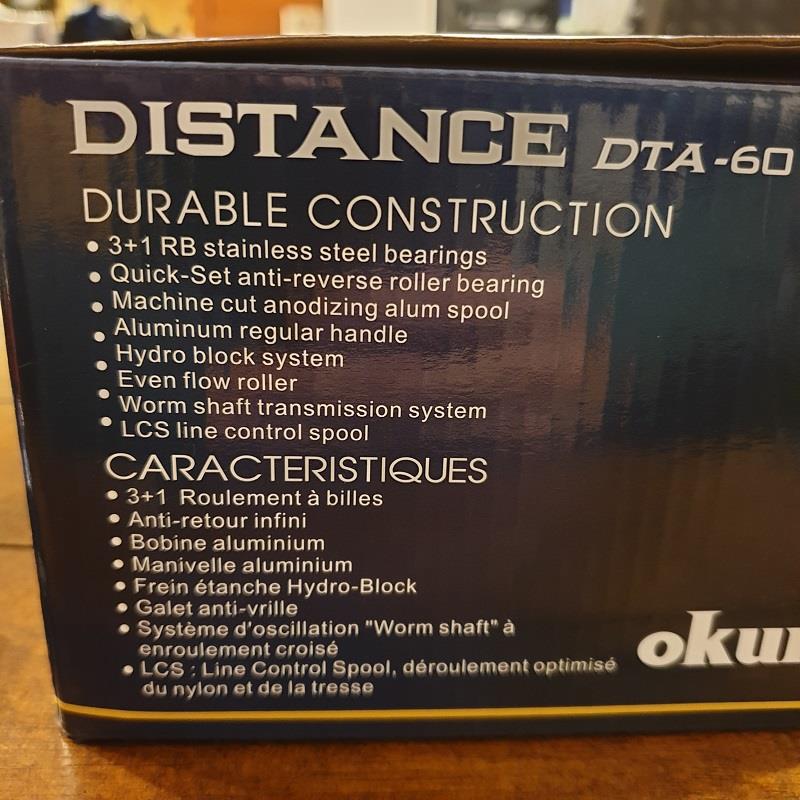 DISTANCE DTA-60
DURABLE CONSTRUCTION
• 3+1 RB stainless steel bearings
• Quick-Set anti-reverse roller bearing
• Machine cut anodizing alum spool
• Aluminum regular handle
• Hydro block system
• Even flow roller
• Worm shaft transmission system
• LCS line control spool
CARACTERISTIQUES
• 3+1 Roulement à billes
• Anti-retour infini
• Bobine aluminium
• Manivelle aluminium
• Frein étanche Hydro-Block
• Galet anti-vrille
• Système d'oscillation "Worm shaft" à
enroulement croisé
• LCS : Line Control Spool, déroulement optimisé
du nylon et de la tresse